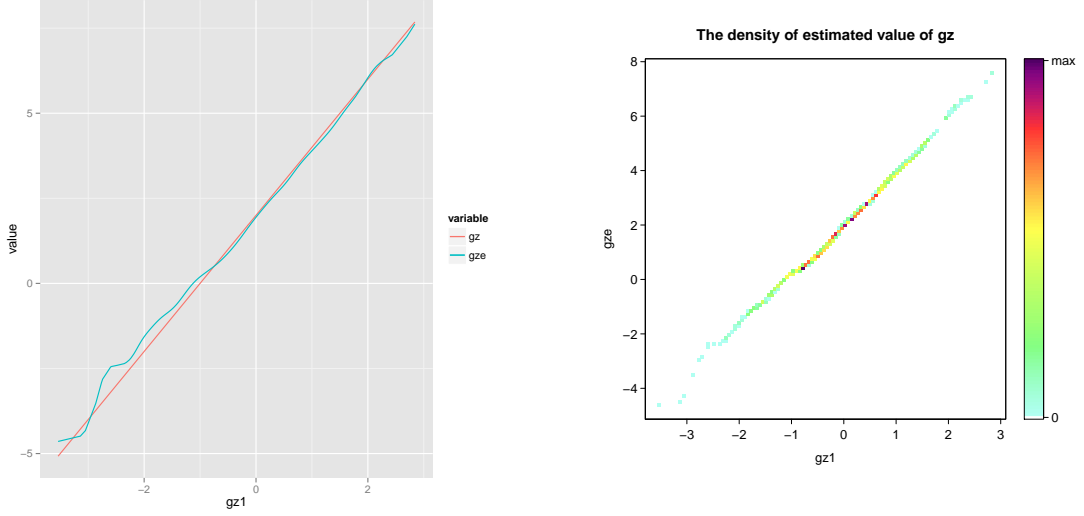 5
0
−5
−2
0
2
gz1
value
variable
gz
gze
The density of estimated value of gz
8
6
4
2
0
−2
−4
−3
−2
−1
0
1
2
3
gz1
gze
max
0